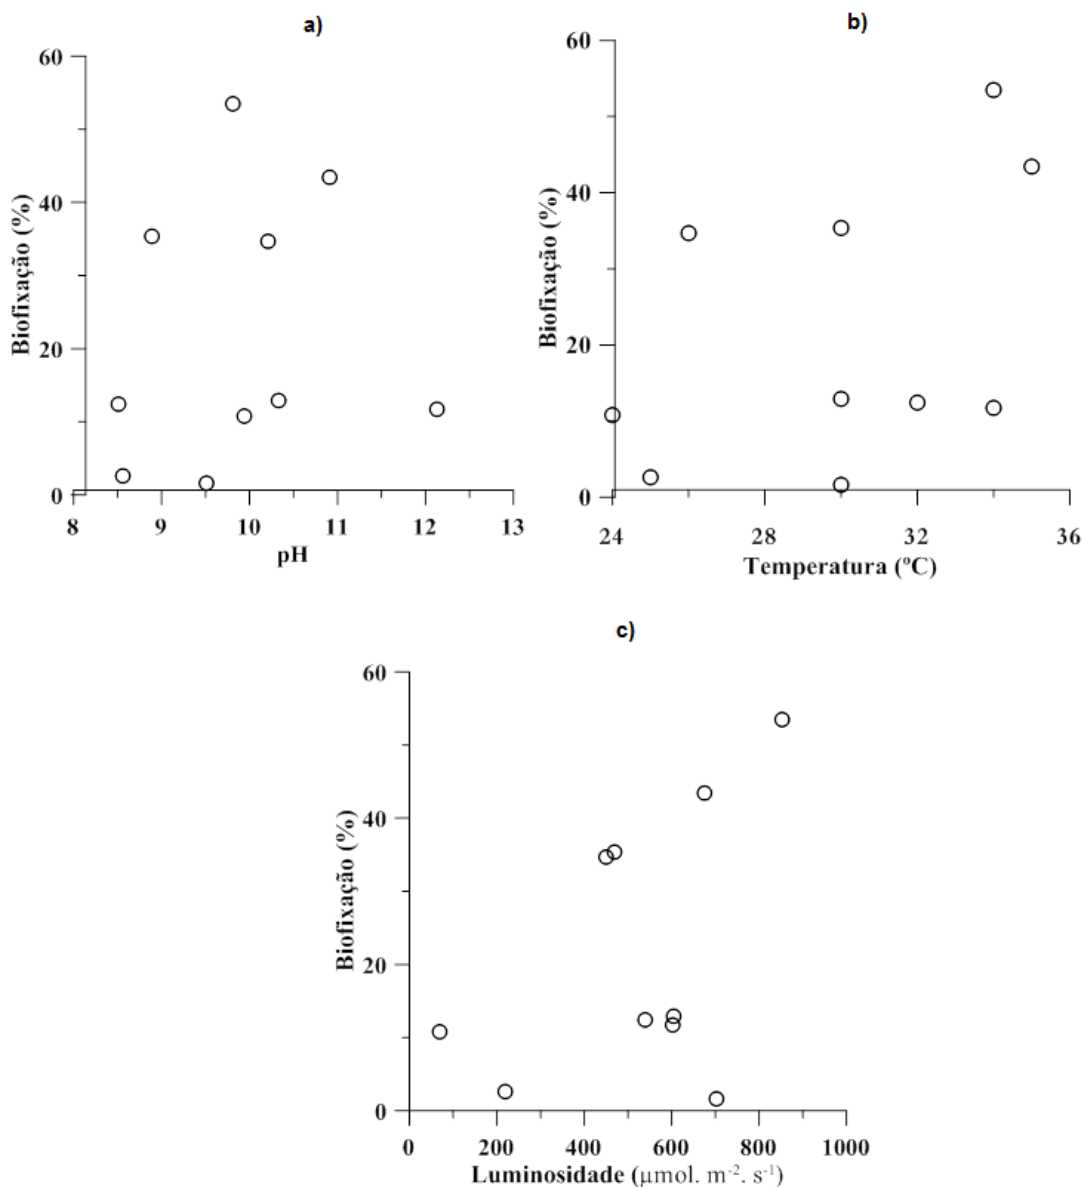 a)
60
40
20
0
Biofixação (%)
8 9 10 11 12 13
pH
b)
60
40
20
0
Biofixação (%)
24 28 32 36
Temperatura (ºC)
c)
60
40
20
0
Biofixação (%)
0 200 400 600 800 1000
Luminosidade (μmol. m⁻². s⁻¹)